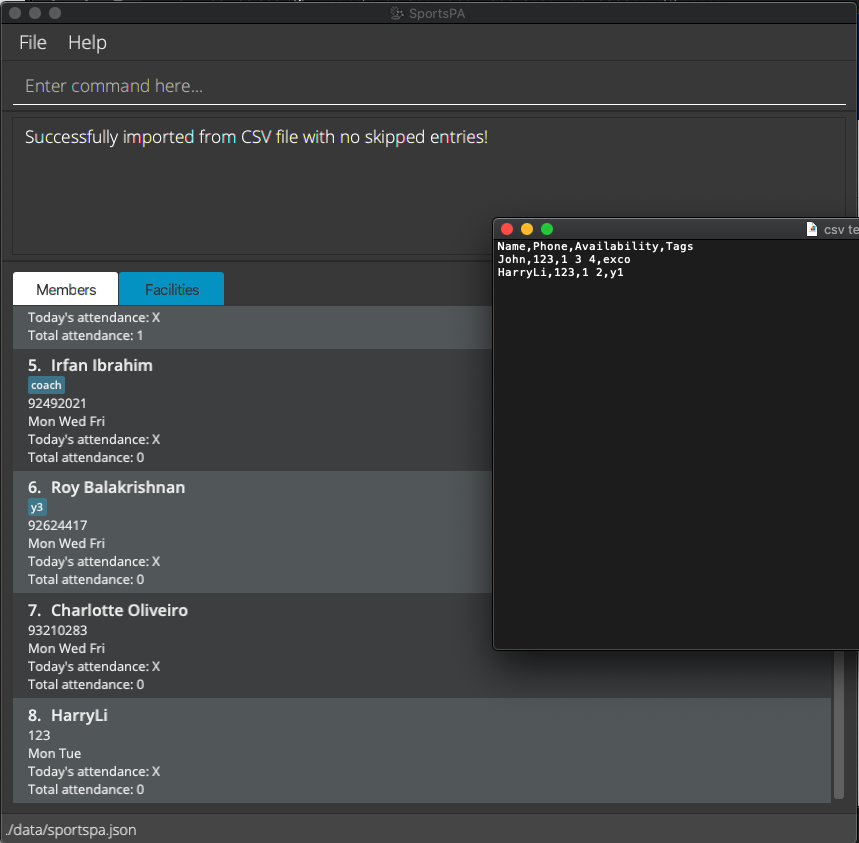 SportsPA
File Help
Enter command here...
Successfully imported from CSV file with no skipped entries!
csv te
Name,Phone,Availability,Tags
John,123,1 3 4,exco
HarryLi,123,1 2,y1
Members Facilities
Today's attendance: X
Total attendance: 1
5. Irfan Ibrahim
coach
92492021
Mon Wed Fri
Today's attendance: X
Total attendance: 0
6. Roy Balakrishnan
y3
92624417
Mon Wed Fri
Today's attendance: X
Total attendance: 0
7. Charlotte Oliveiro
93210283
Mon Wed Fri
Today's attendance: X
Total attendance: 0
8. HarryLi
123
Mon Tue
Today's attendance: X
Total attendance: 0
./data/sportspa.json